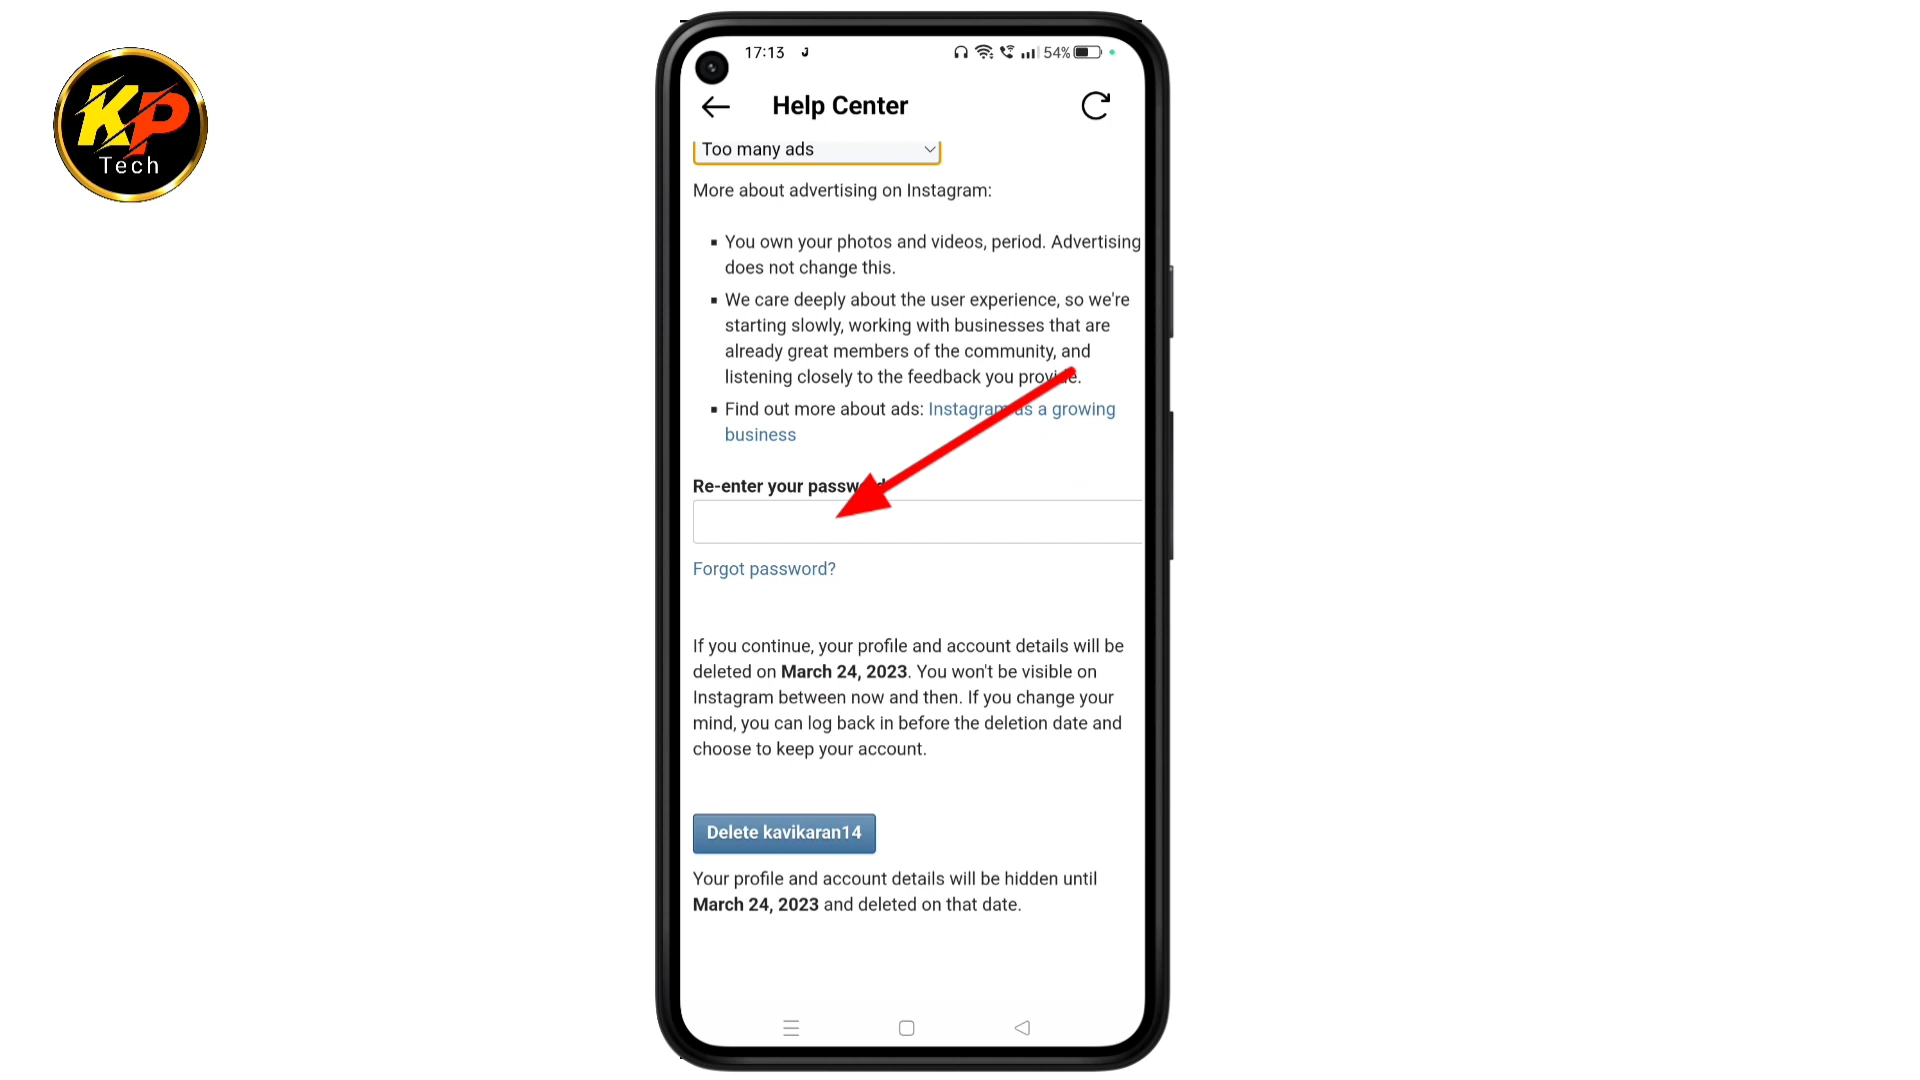 KP
Tech
17:13
54%
Help Center
Too many ads
More about advertising on Instagram:
▪ You own your photos and videos, period. Advertising
does not change this.
▪ We care deeply about the user experience, so we're
starting slowly, working with businesses that are
already great members of the community, and
listening closely to the feedback you provide.
▪ Find out more about ads: Instagram as a growing
business
Re-enter your password
Forgot password?
If you continue, your profile and account details will be
deleted on March 24, 2023. You won't be visible on
Instagram between now and then. If you change your
mind, you can log back in before the deletion date and
choose to keep your account.
Delete kavikaran14
Your profile and account details will be hidden until
March 24, 2023 and deleted on that date.